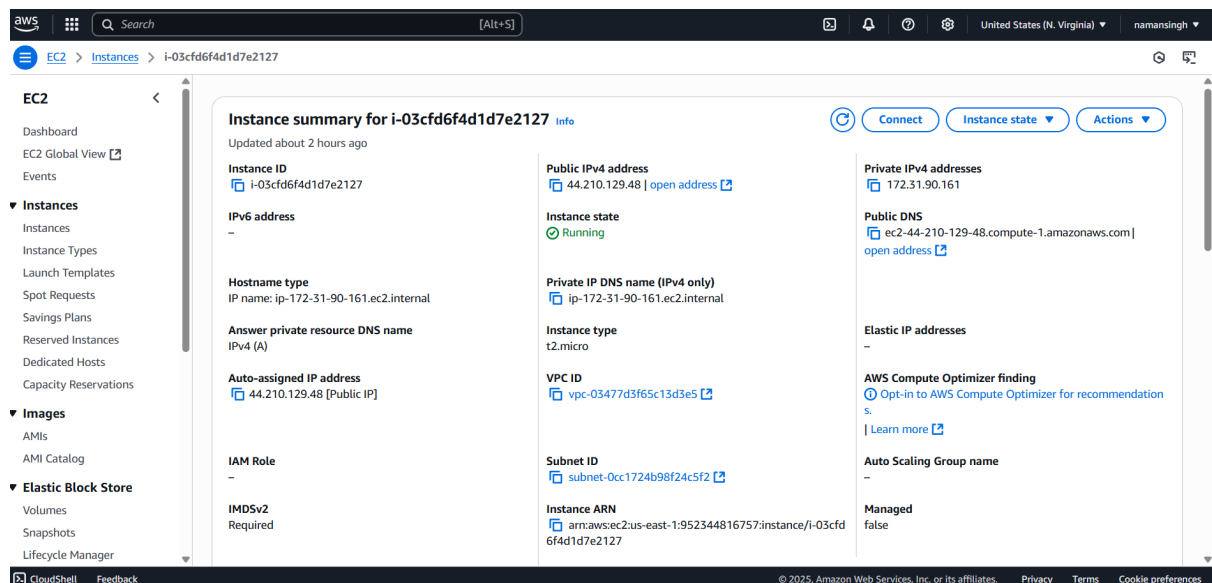 aws
Search [Alt+S]
United States (N. Virginia) ▼
namansingh ▼
EC2 > Instances > i-03cfd6f4d1d7e2127
EC2
Dashboard
EC2 Global View
Events
▼ Instances
Instances
Instance Types
Launch Templates
Spot Requests
Savings Plans
Reserved Instances
Dedicated Hosts
Capacity Reservations
▼ Images
AMIs
AMI Catalog
▼ Elastic Block Store
Volumes
Snapshots
Lifecycle Manager
Instance summary for i-03cfd6f4d1d7e2127 Info
Updated about 2 hours ago
Connect
Instance state ▼
Actions ▼
Instance ID
i-03cfd6f4d1d7e2127
Public IPv4 address
44.210.129.48 | open address
Private IPv4 addresses
172.31.90.161
IPv6 address
–
Instance state
Running
Public DNS
ec2-44-210-129-48.compute-1.amazonaws.com |
open address
Hostname type
IP name: ip-172-31-90-161.ec2.internal
Private IP DNS name (IPv4 only)
ip-172-31-90-161.ec2.internal
Answer private resource DNS name
IPv4 (A)
Instance type
t2.micro
Elastic IP addresses
–
Auto-assigned IP address
44.210.129.48 [Public IP]
VPC ID
vpc-03477d3f65c13d3e5
AWS Compute Optimizer finding
Opt-in to AWS Compute Optimizer for recommendation
s.
| Learn more
IAM Role
–
Subnet ID
subnet-0cc1724b98f24c5f2
Auto Scaling Group name
–
IMDSv2
Required
Instance ARN
arn:aws:ec2:us-east-1:952344816757:instance/i-03cfd
6f4d1d7e2127
Managed
false
CloudShell
Feedback
© 2025, Amazon Web Services, Inc. or its affiliates.
Privacy
Terms
Cookie preferences